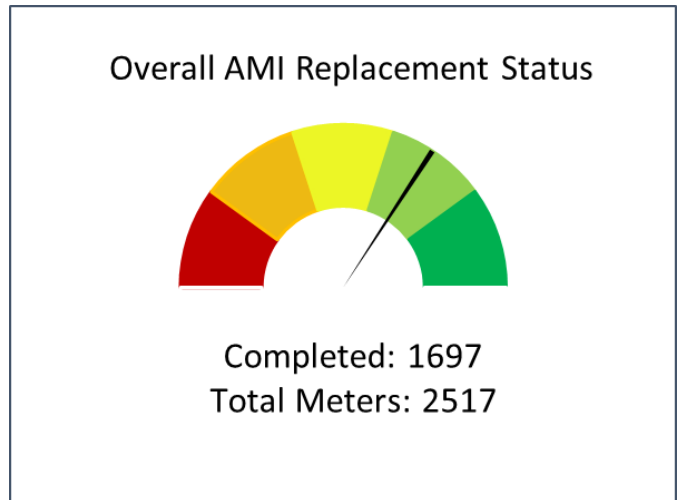 Overall AMI Replacement Status
Completed: 1697
Total Meters: 2517